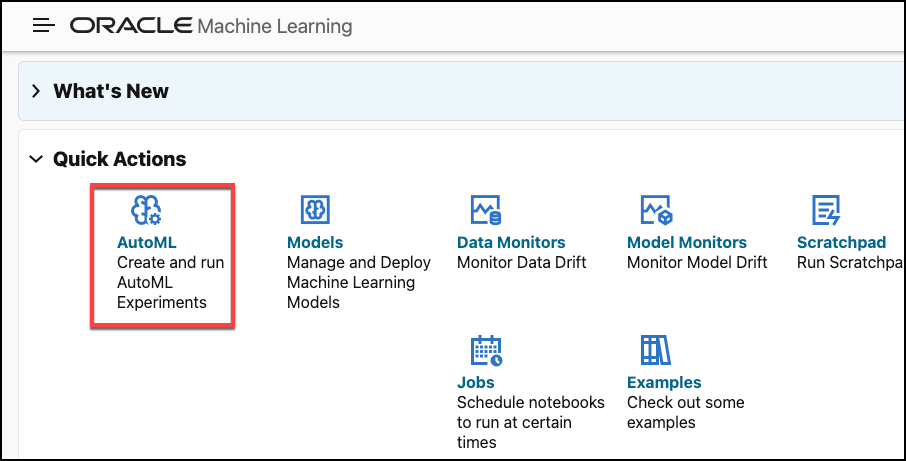 ORACLE Machine Learning
What's New
Quick Actions
AutoML
Create and run
AutoML
Experiments
Models
Manage and Deploy
Machine Learning
Models
Data Monitors
Monitor Data Drift
Model Monitors
Monitor Model Drift
Scratchpad
Run Scratchpa
Jobs
Schedule notebooks
to run at certain
times
Examples
Check out some
examples